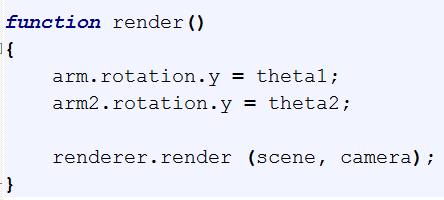 function render()
{
    arm.rotation.y = theta1;
    arm2.rotation.y = theta2;

    renderer.render (scene, camera);
}